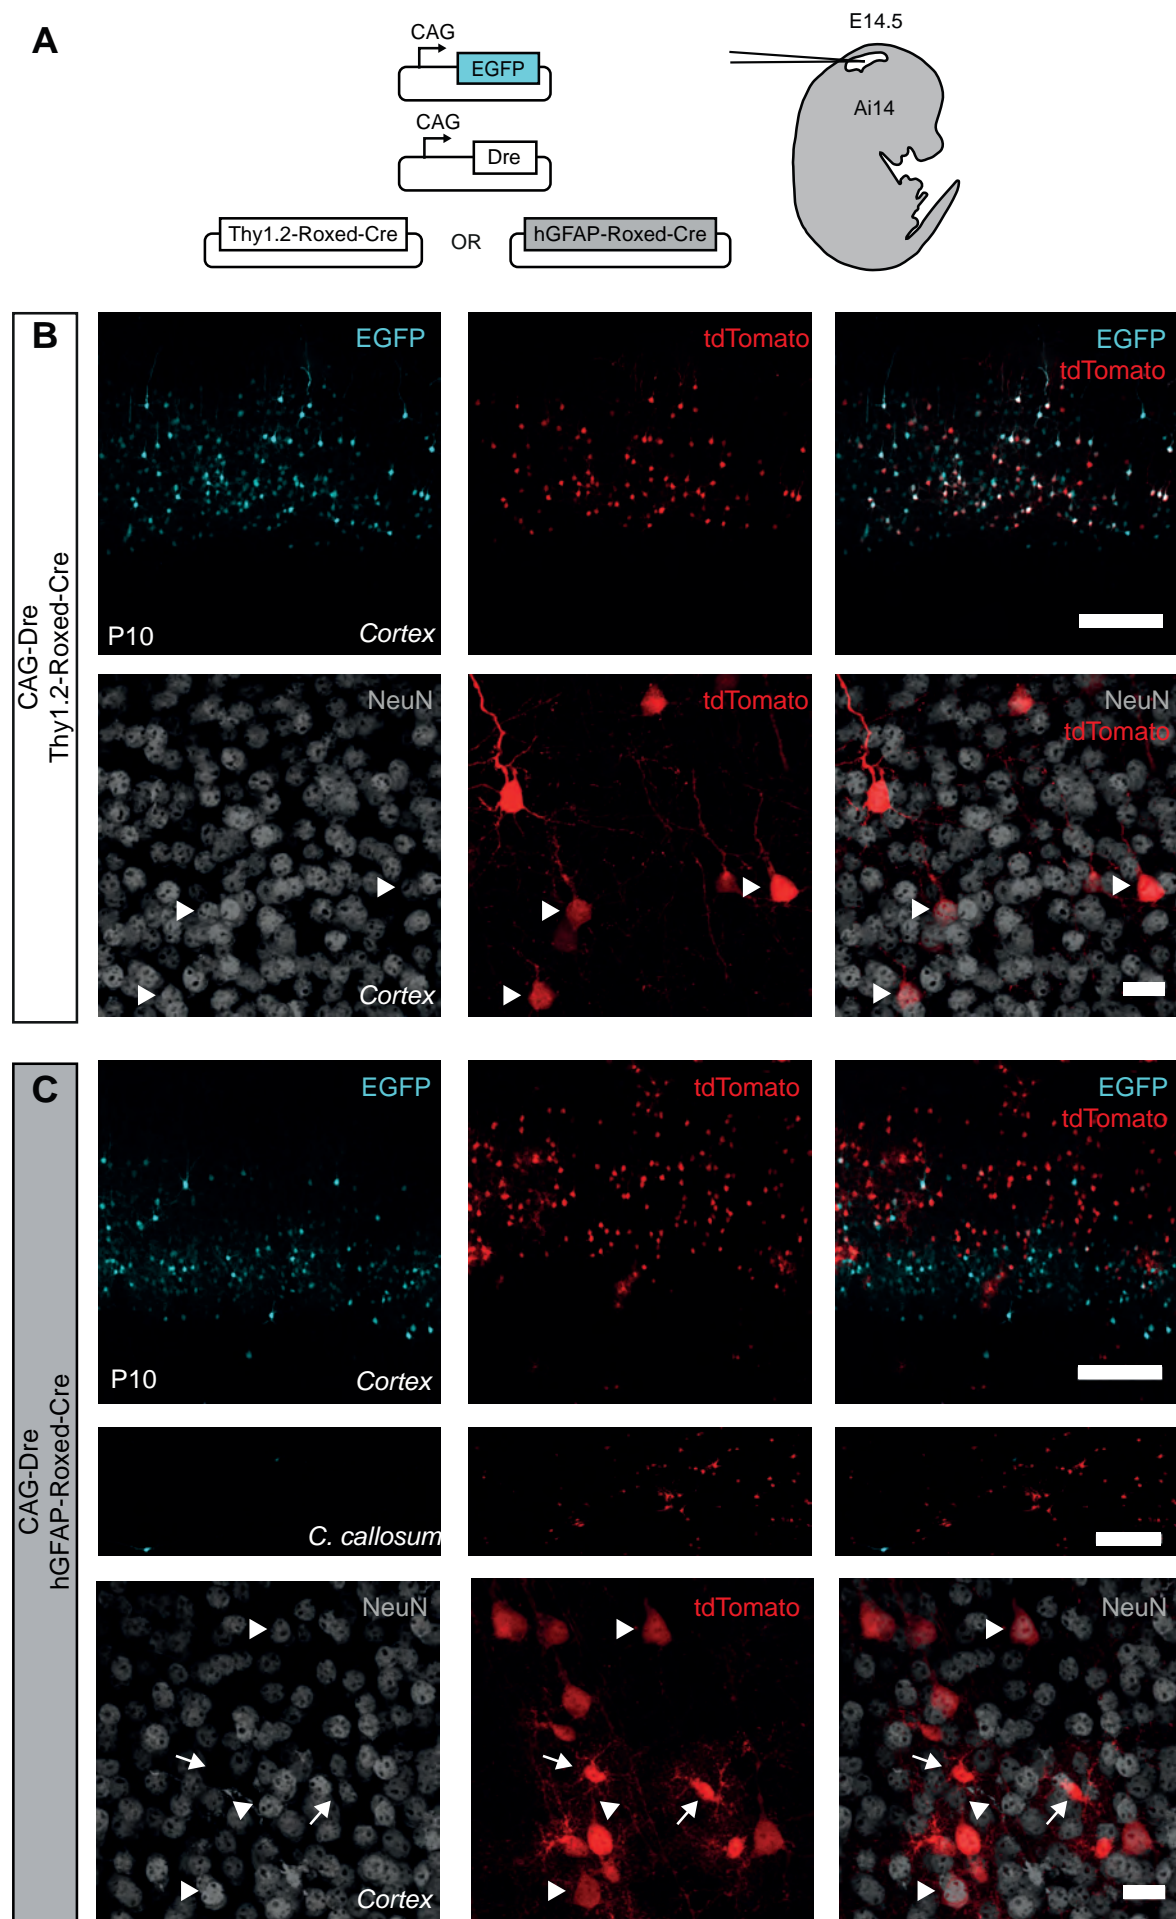 A
CAG
EGFP
CAG
Dre
Thy1.2-Roxed-Cre
OR
hGFAP-Roxed-Cre
E14.5
Ai14
B
CAG-Dre
Thy1.2-Roxed-Cre
EGFP
P10
Cortex
tdTomato
EGFP
tdTomato
NeuN
Cortex
tdTomato
NeuN
tdTomato
C
CAG-Dre
hGFAP-Roxed-Cre
EGFP
P10
Cortex
tdTomato
EGFP
tdTomato
C. callosum
NeuN
Cortex
tdTomato
NeuN